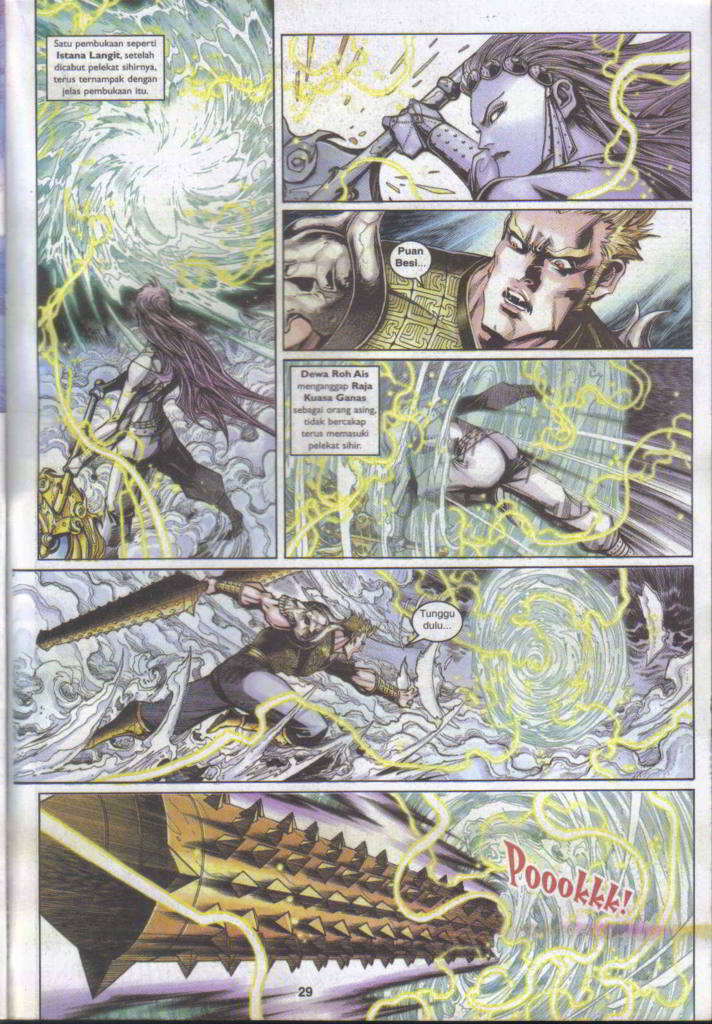 Satu pembukaan seperti
Istana Langit, setelah
dicabut pelekat sihirnya,
terus ternampak dengan
jelas pembukaan itu.
Puan
Besi...
Dewa Roh Ais
menganggap Raja
Kuasa Ganas
sebagai orang asing,
tidak bercakap
terus memasuki
pelekat sihir.
Tunggu
dulu...
Poookkk!
29